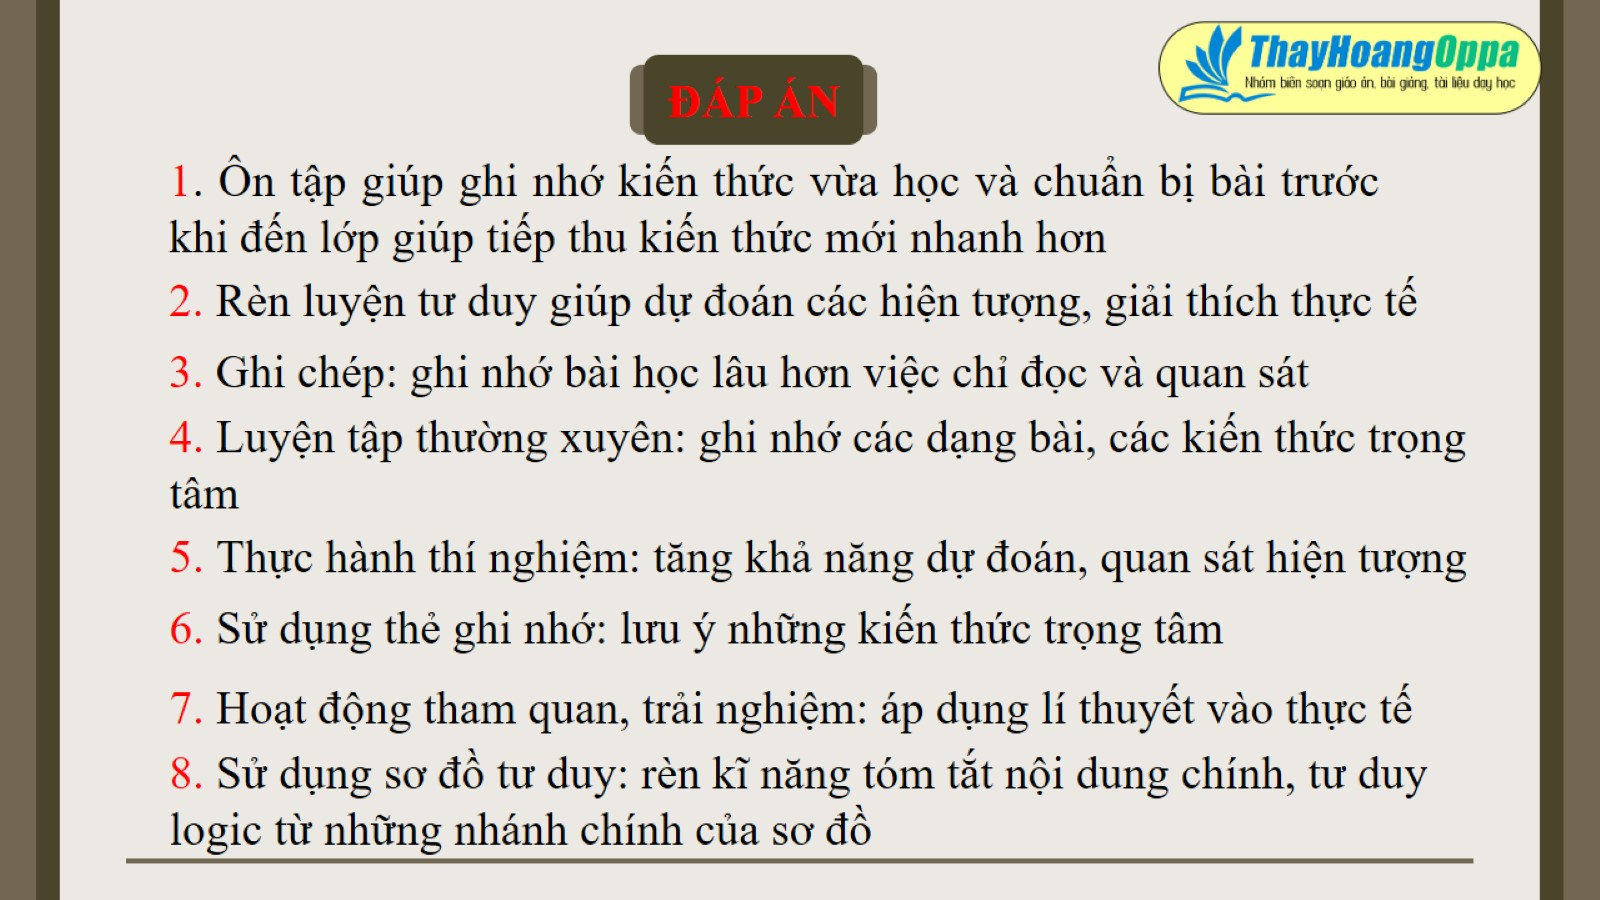 ThayHoangOppa
Nhóm biên soạn giáo án, bài giảng, tài liệu dạy học
ĐÁP ÁN
1. Ôn tập giúp ghi nhớ kiến thức vừa học và chuẩn bị bài trước
khi đến lớp giúp tiếp thu kiến thức mới nhanh hơn
2. Rèn luyện tư duy giúp dự đoán các hiện tượng, giải thích thực tế
3. Ghi chép: ghi nhớ bài học lâu hơn việc chỉ đọc và quan sát
4. Luyện tập thường xuyên: ghi nhớ các dạng bài, các kiến thức trọng
tâm
5. Thực hành thí nghiệm: tăng khả năng dự đoán, quan sát hiện tượng
6. Sử dụng thẻ ghi nhớ: lưu ý những kiến thức trọng tâm
7. Hoạt động tham quan, trải nghiệm: áp dụng lí thuyết vào thực tế
8. Sử dụng sơ đồ tư duy: rèn kĩ năng tóm tắt nội dung chính, tư duy
logic từ những nhánh chính của sơ đồ